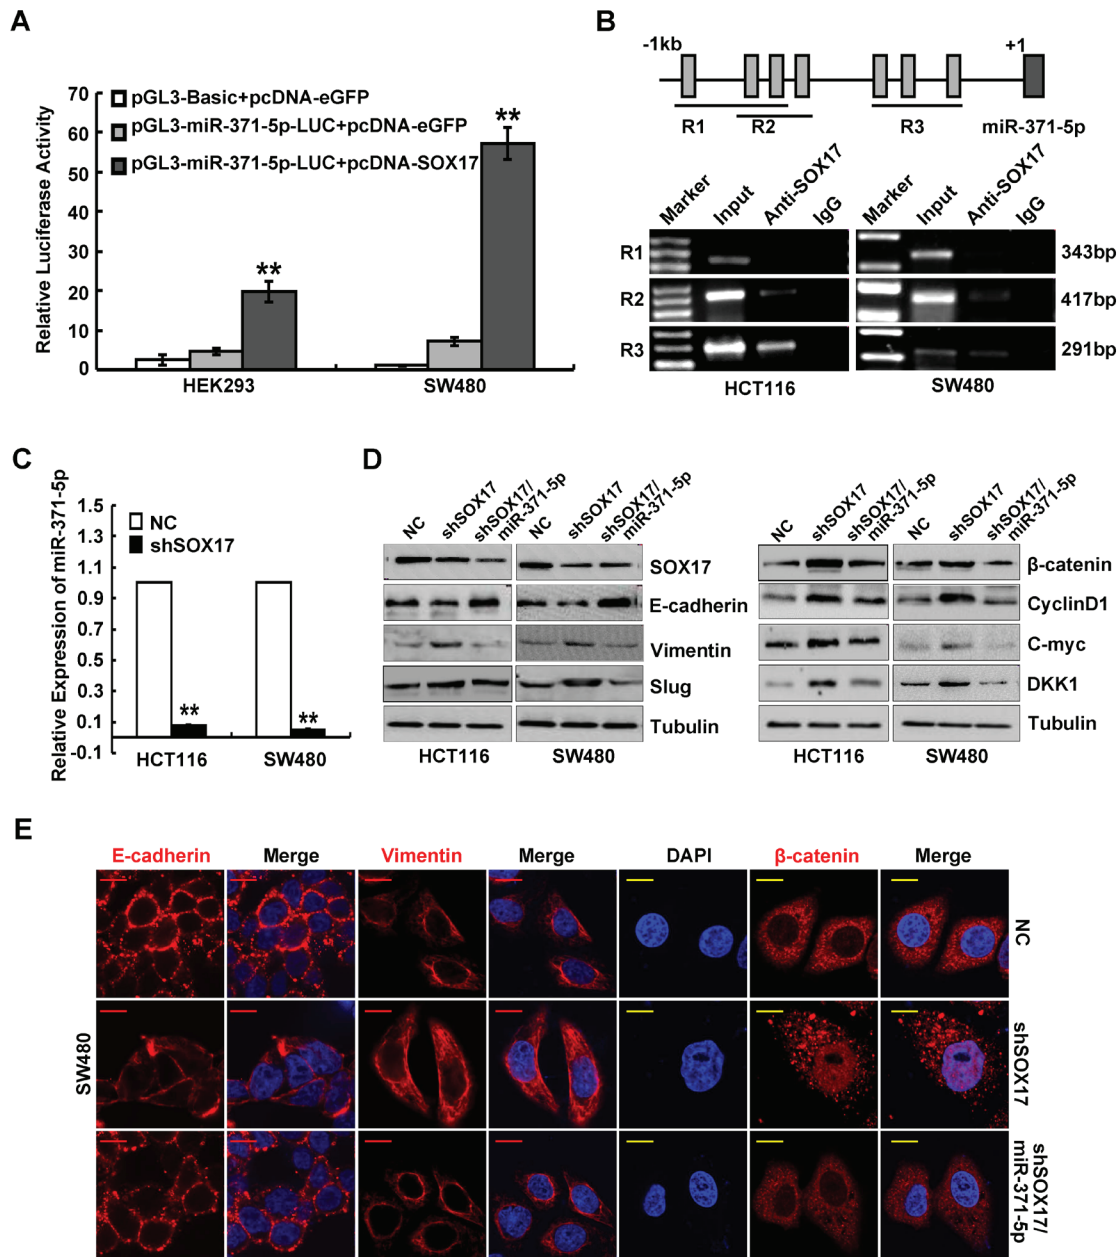 A
Relative Luciferase Activity
70
60
50
40
30
20
10
0
pGL3-Basic+pcDNA-eGFP
pGL3-miR-371-5p-LUC+pcDNA-eGFP
pGL3-miR-371-5p-LUC+pcDNA-SOX17
**
**
HEK293
SW480
B
-1kb
+1
R1
R2
R3
miR-371-5p
Marker
Input
Anti-SOX17
IgG
Marker
Input
Anti-SOX17
IgG
R1
343bp
R2
417bp
R3
291bp
HCT116
SW480
C
Relative Expression of miR-371-5p
1.5
1.3
1.1
0.9
0.7
0.5
0.3
0.1
-0.1
NC
shSOX17
**
**
HCT116
SW480
D
NC
shSOX17
shSOX17/
miR-371-5p
NC
shSOX17
shSOX17/
miR-371-5p
SOX17
E-cadherin
Vimentin
Slug
Tubulin
HCT116
SW480
NC
shSOX17
shSOX17/
miR-371-5p
NC
shSOX17
shSOX17/
miR-371-5p
β-catenin
CyclinD1
C-myc
DKK1
Tubulin
HCT116
SW480
E
E-cadherin
Merge
Vimentin
Merge
DAPI
β-catenin
Merge
SW480
NC
shSOX17
shSOX17/
miR-371-5p